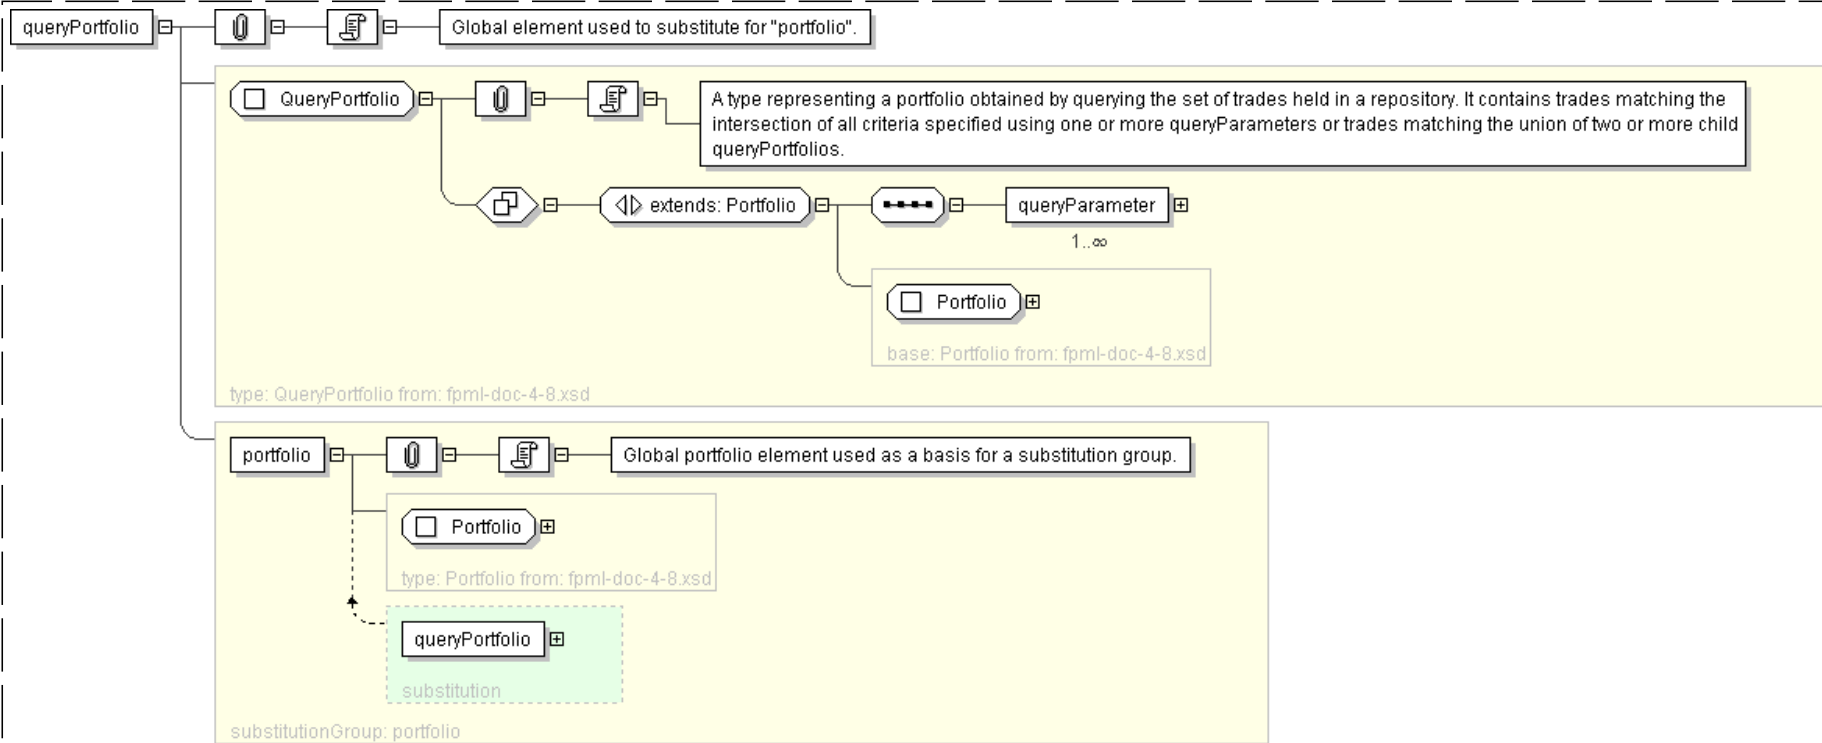 queryPortfolio
Global element used to substitute for "portfolio".
QueryPortfolio
A type representing a portfolio obtained by querying the set of trades held in a repository. It contains trades matching the
intersection of all criteria specified using one or more queryParameters or trades matching the union of two or more child
queryPortfolios.
extends: Portfolio
queryParameter
1..∞
Portfolio
base: Portfolio from: fpml-doc-4-8.xsd
type: QueryPortfolio from: fpml-doc-4-8.xsd
portfolio
Global portfolio element used as a basis for a substitution group.
Portfolio
type: Portfolio from: fpml-doc-4-8.xsd
queryPortfolio
substitution
substitutionGroup: portfolio